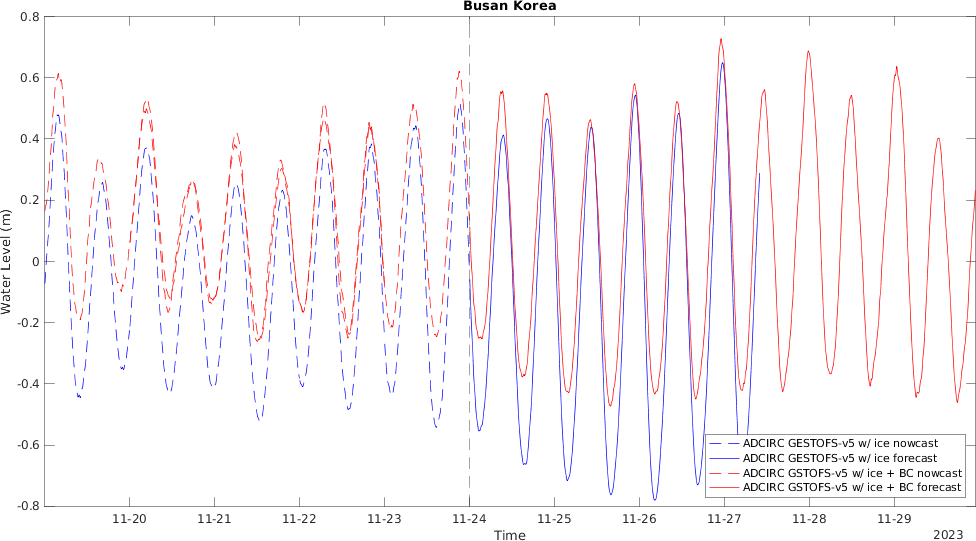 Busan Korea
0.8
0.6
0.4
0.2
0
-0.2
-0.4
-0.6
-0.8
Water Level (m)
ADCIRC GESTOFS-v5 w/ ice nowcast
ADCIRC GESTOFS-v5 w/ ice forecast
ADCIRC GSTOFS-v5 w/ ice + BC nowcast
ADCIRC GSTOFS-v5 w/ ice + BC forecast
11-20 11-21 11-22 11-23 11-24 11-25 11-26 11-27 11-28 11-29
Time
2023